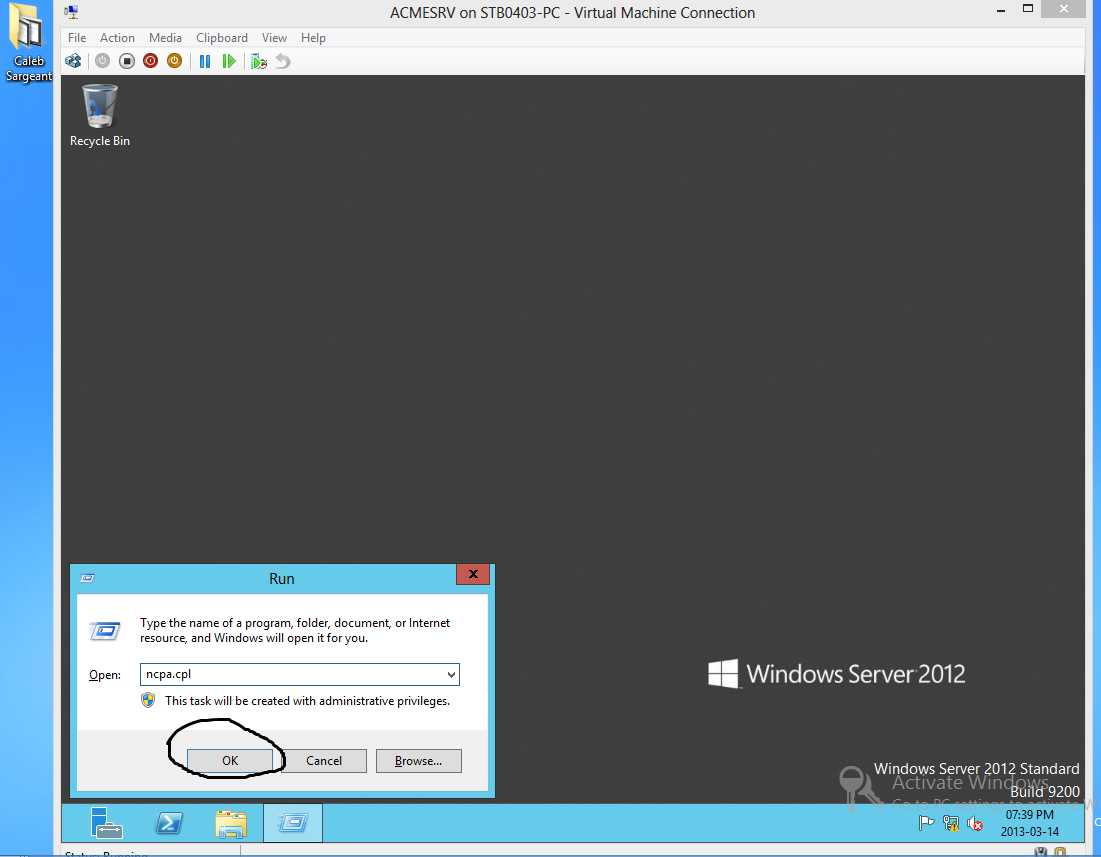 Caleb
Sargeant
ACMESRV on STB0403-PC - Virtual Machine Connection
File Action Media Clipboard View Help
Recycle Bin
Run
Type the name of a program, folder, document, or Internet
resource, and Windows will open it for you.
Open: ncpa.cpl
This task will be created with administrative privileges.
OK Cancel Browse...
Windows Server 2012
Windows Server 2012 Standard
Activate Windows
Build 9200
Go to PC settings to activate W
07:39 PM
2013-03-14
Status: Running